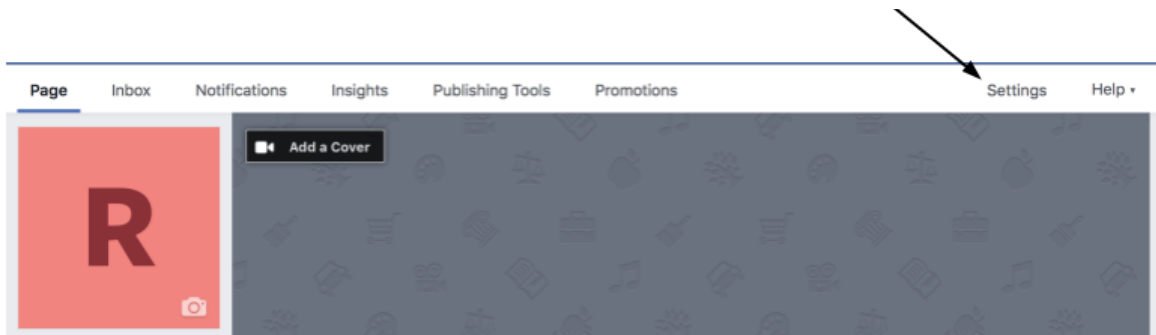 Page Inbox Notifications Insights Publishing Tools Promotions Settings Help
Add a Cover
R